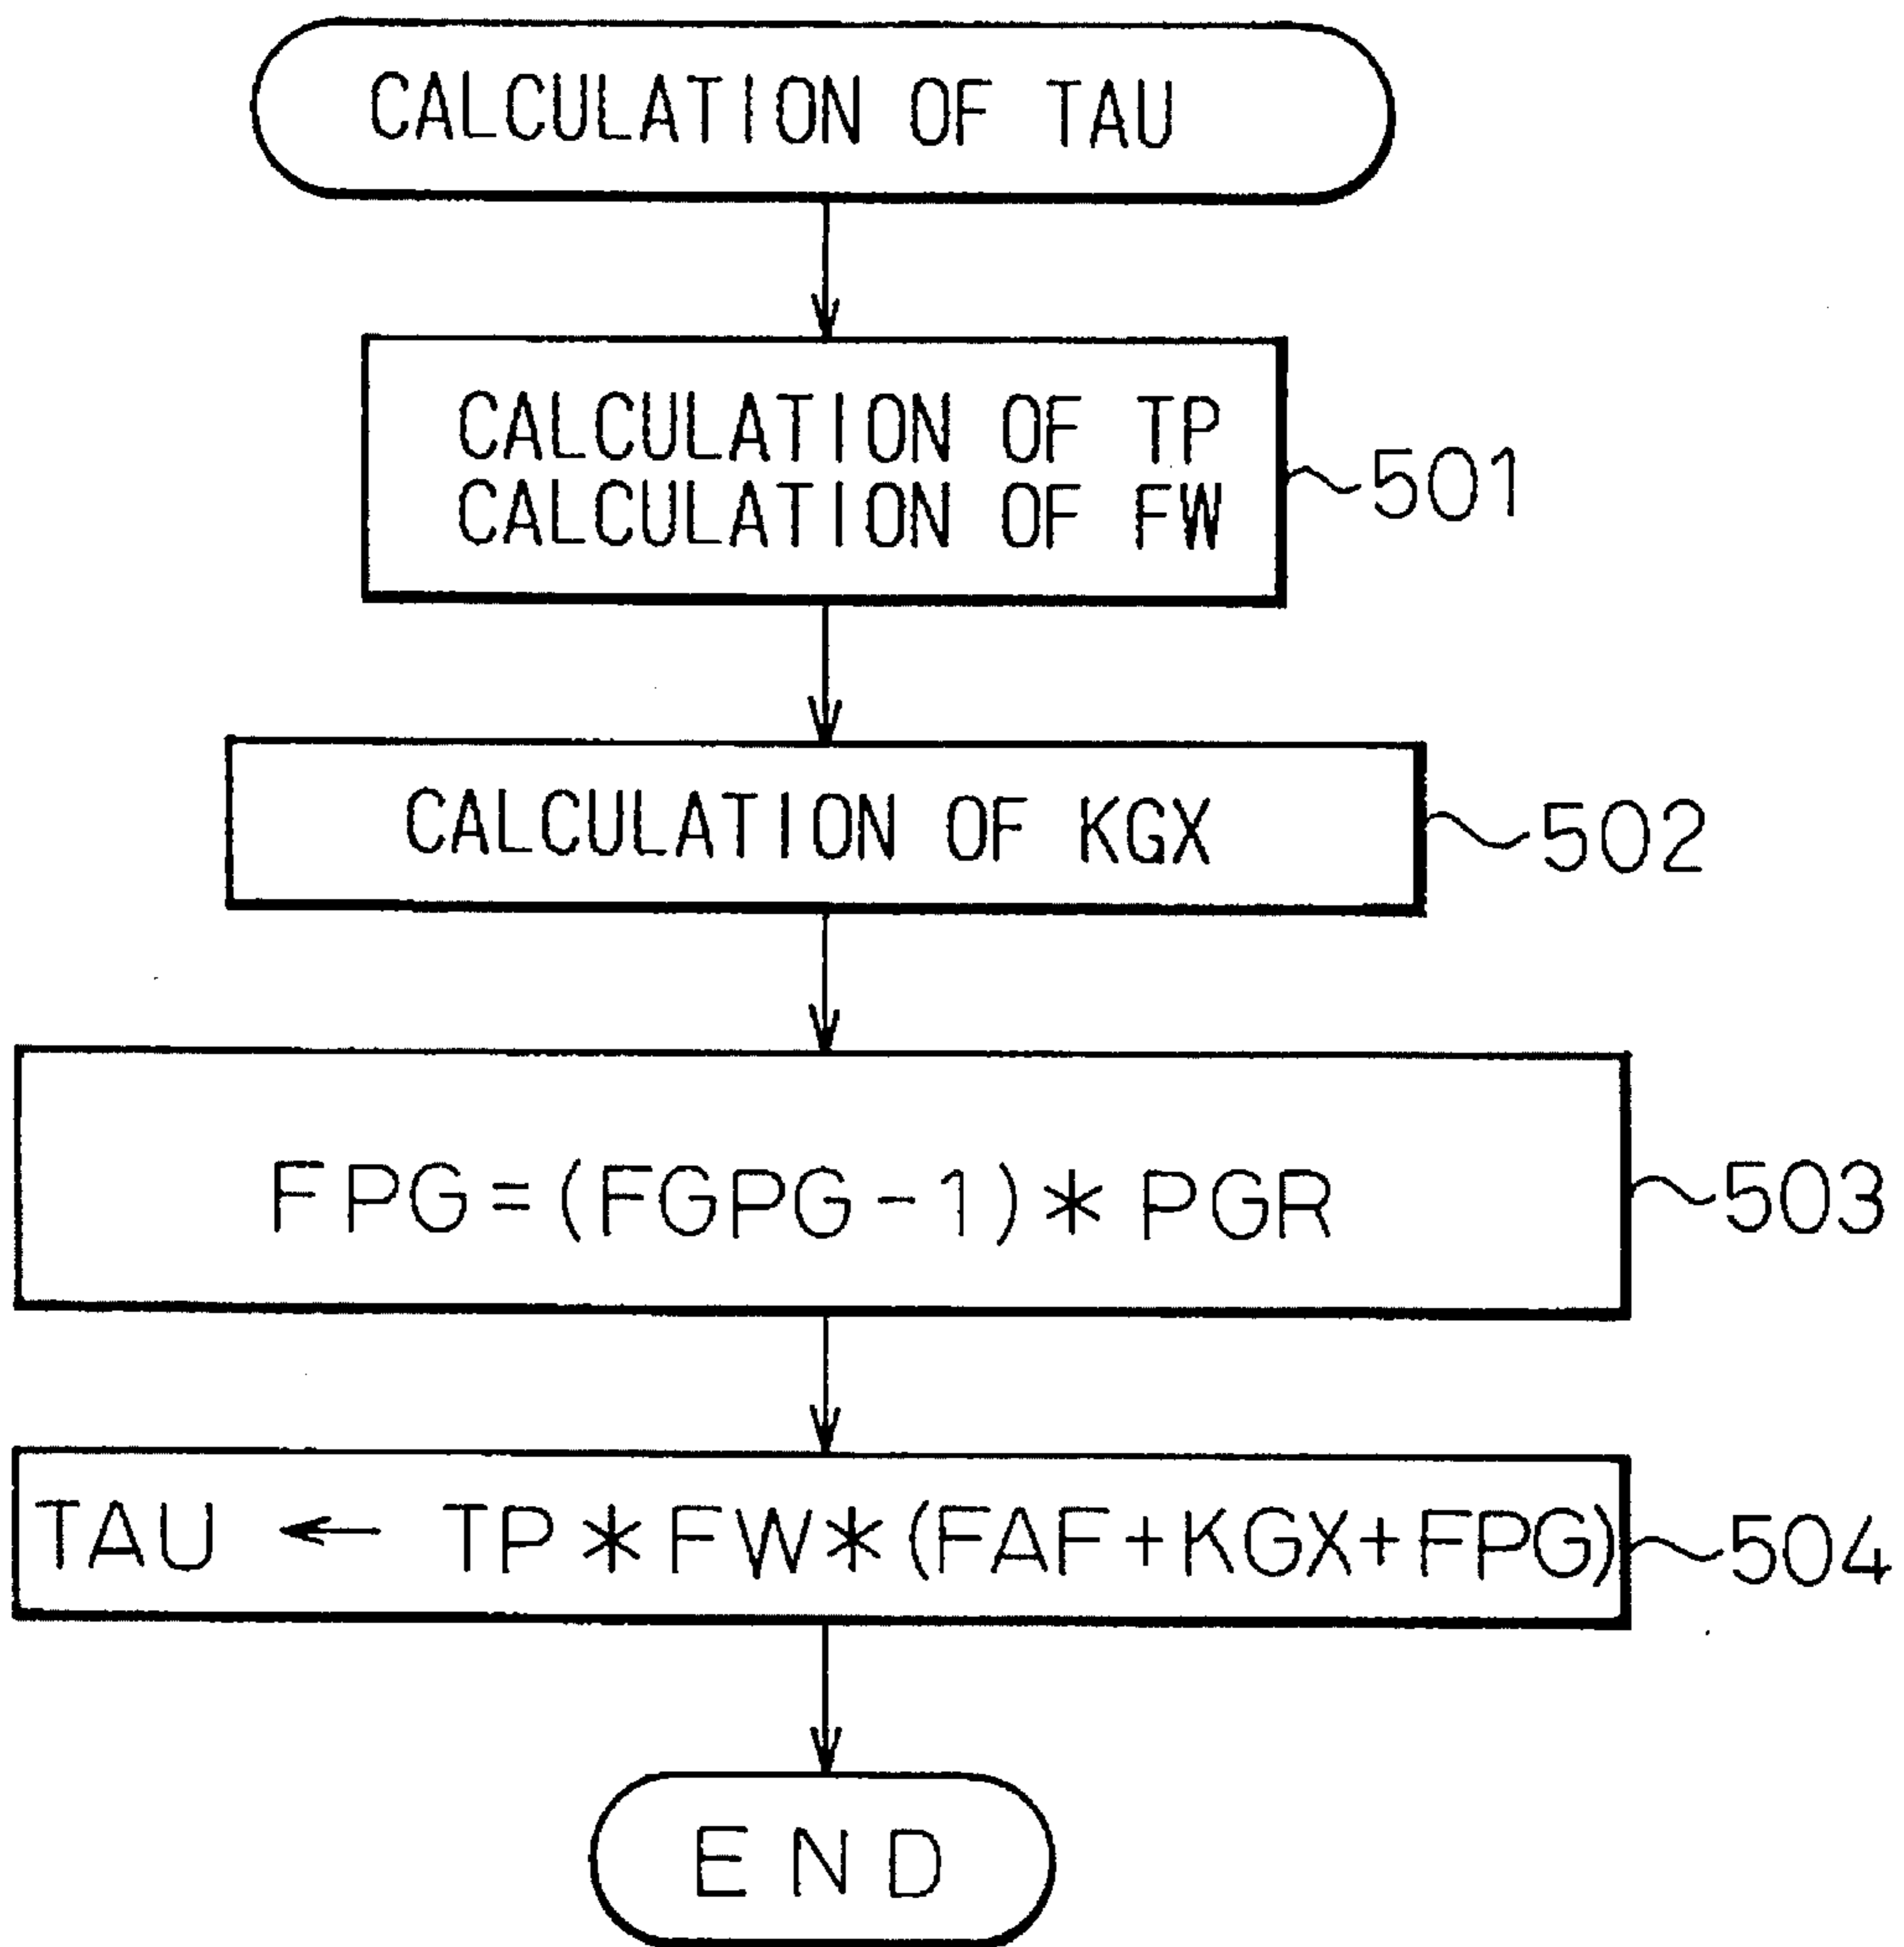 CALCULATION OF TAU
CALCULATION OF TP
CALCULATION OF FW
501
CALCULATION OF KGX
502
FPG=(FGPG-1)*PGR
503
TAU ← TP*FW*(FAF+KGX+FPG)
504
END